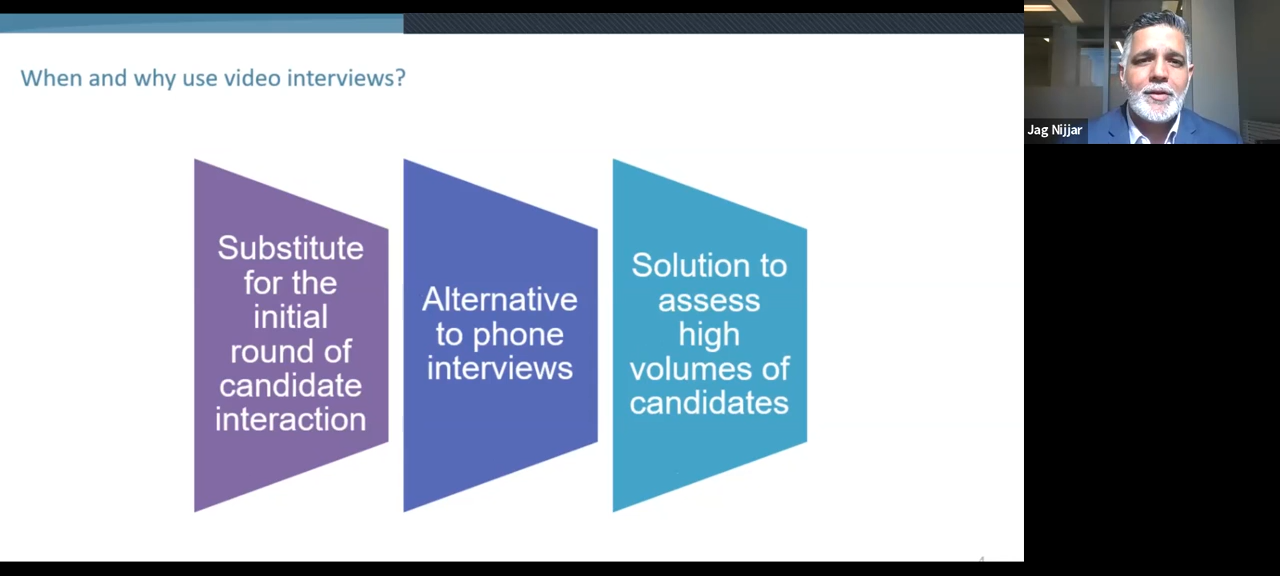 When and why use video interviews?
Substitute
for the
initial
round of
candidate
interaction
Alternative
to phone
interviews
Solution to
assess
high
volumes of
candidates
Jag Nijjar